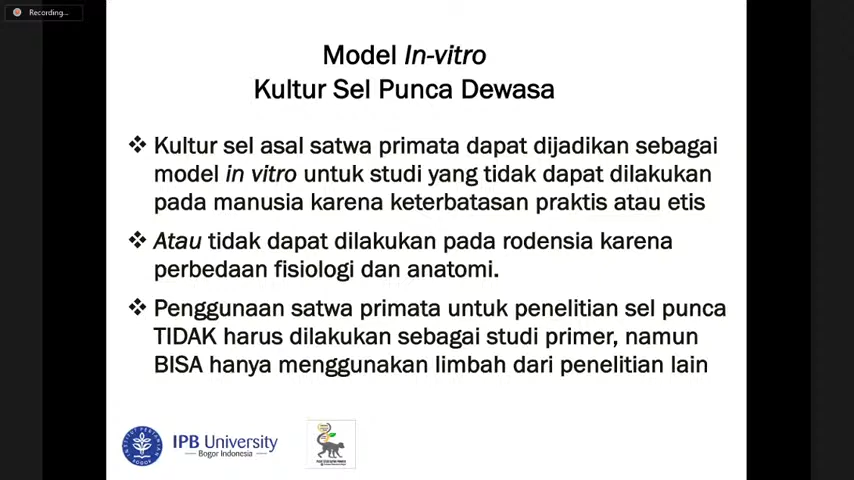 Recording...
Model In-vitro
Kultur Sel Punca Dewasa
❖ Kultur sel asal satwa primata dapat dijadikan sebagai
model in vitro untuk studi yang tidak dapat dilakukan
pada manusia karena keterbatasan praktis atau etis
❖ Atau tidak dapat dilakukan pada rodensia karena
perbedaan fisiologi dan anatomi.
❖ Penggunaan satwa primata untuk penelitian sel punca
TIDAK harus dilakukan sebagai studi primer, namun
BISA hanya menggunakan limbah dari penelitian lain
IPB University
Bogor Indonesia